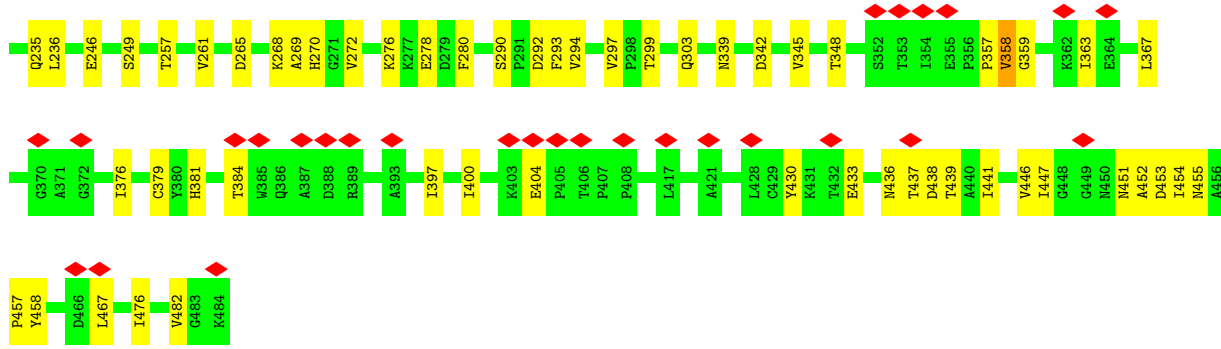 Q235 L236 E246 S249 T257 V261 D265 K268 A269 H270 G271 V272 K276 K277 E278 D279 F280 S290 P291 D292 F293 V294 V297 P298 T299 Q303 N339 D342 V345 T348 S352 T353 I354 E355 P356 P357 V358 G359 K362 I363 E364 L367
G370 A371 G372 I376 C379 Y380 H381 T384 W385 Q386 A387 D388 R389 A393 I397 I400 K403 E404 P405 T406 P407 P408 L417 A421 L428 C429 Y430 K431 T432 E433 N436 T437 D438 T439 A440 I441 V446 I447 G448 G449 N450 N451 A452 D453 I454 N455 A456
P457 Y458 D466 L467 I476 V482 G483 K484